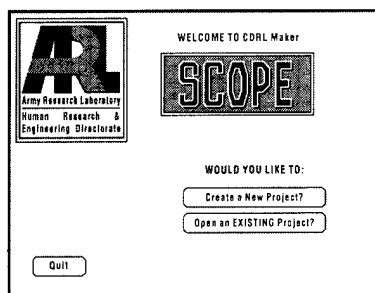 ARL
Army Research Laboratory
Human Research &
Engineering Directorate
WELCOME TO CDRL Maker
SCOPE
WOULD YOU LIKE TO:
Create a New Project?
Open an EXISTING Project?
Quit